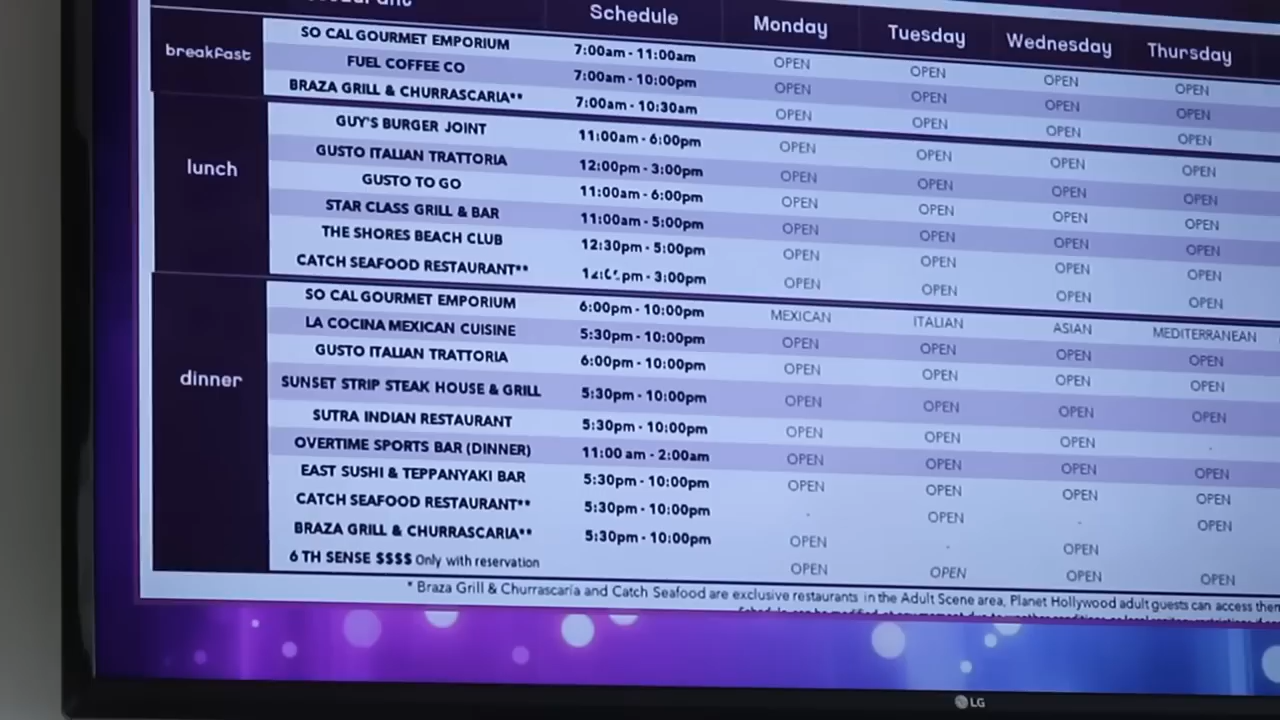 Schedule Monday Tuesday Wednesday Thursday
breakfast
SO CAL GOURMET EMPORIUM 7:00am - 11:00am OPEN OPEN OPEN OPEN
FUEL COFFEE CO 7:00am - 10:00pm OPEN OPEN OPEN OPEN
BRAZA GRILL & CHURRASCARIA** 7:00am - 10:30am OPEN OPEN OPEN OPEN
lunch
GUY'S BURGER JOINT 11:00am - 6:00pm OPEN OPEN OPEN OPEN
GUSTO ITALIAN TRATTORIA 12:00pm - 3:00pm OPEN OPEN OPEN OPEN
GUSTO TO GO 11:00am - 6:00pm OPEN OPEN OPEN OPEN
STAR CLASS GRILL & BAR 11:00am - 5:00pm OPEN OPEN OPEN OPEN
THE SHORES BEACH CLUB 12:30pm - 5:00pm OPEN OPEN OPEN OPEN
CATCH SEAFOOD RESTAURANT** - 3:00pm OPEN OPEN OPEN OPEN
dinner
SO CAL GOURMET EMPORIUM 6:00pm - 10:00pm MEXICAN ITALIAN ASIAN MEDITERRANEAN
LA COCINA MEXICAN CUISINE 5:30pm - 10:00pm OPEN OPEN OPEN OPEN
GUSTO ITALIAN TRATTORIA 6:00pm - 10:00pm OPEN OPEN OPEN OPEN
SUNSET STRIP STEAK HOUSE & GRILL 5:30pm - 10:00pm OPEN OPEN OPEN OPEN
SUTRA INDIAN RESTAURANT 5:30pm - 10:00pm OPEN OPEN OPEN -
OVERTIME SPORTS BAR (DINNER) 11:00 am - 2:00am OPEN OPEN OPEN OPEN
EAST SUSHI & TEPPANYAKI BAR 5:30pm - 10:00pm OPEN OPEN OPEN OPEN
CATCH SEAFOOD RESTAURANT** 5:30pm - 10:00pm - OPEN - OPEN
BRAZA GRILL & CHURRASCARIA** 5:30pm - 10:00pm OPEN - OPEN
6 TH SENSE $$$$ Only with reservation OPEN OPEN OPEN OPEN
* Braza Grill & Churrascaria and Catch Seafood are exclusive restaurants in the Adult Scene area, Planet Hollywood adult guests can access
LG